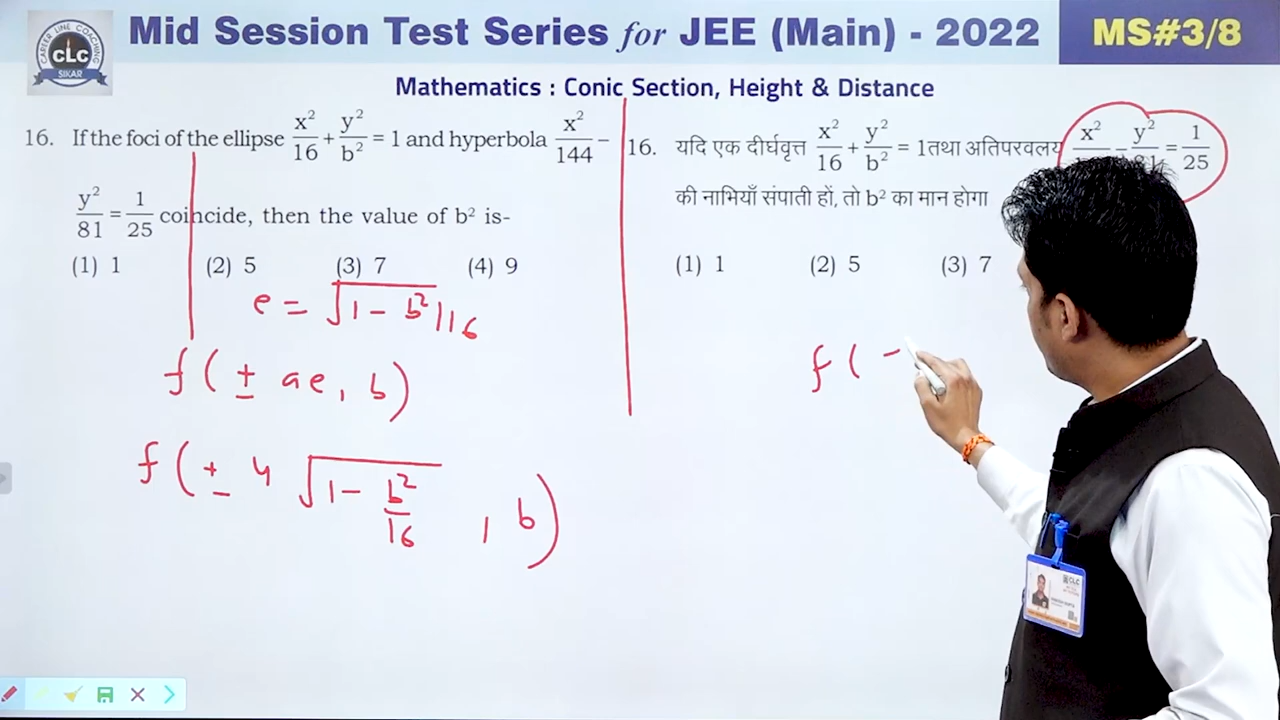 CAREER LINE COACHING
CLC
SIKAR
Mid Session Test Series for JEE (Main) - 2022
MS#3/8
Mathematics : Conic Section, Height & Distance
16. If the foci of the ellipse x²/16 + y²/b² = 1 and hyperbola x²/144 –
y²/81 = 1/25 coincide, then the value of b² is-
(1) 1 (2) 5 (3) 7 (4) 9
e = √1 – b²/16
f ( ± ae , b )
f ( ± 4 √1 – b²/16 , b )
16. यदि एक दीर्घवृत्त x²/16 + y²/b² = 1 तथा अतिपरवलय x² – y² = 1/25
की नाभियाँ संपाती हों, तो b² का मान होगा
(1) 1 (2) 5 (3) 7
f ( –
CLC